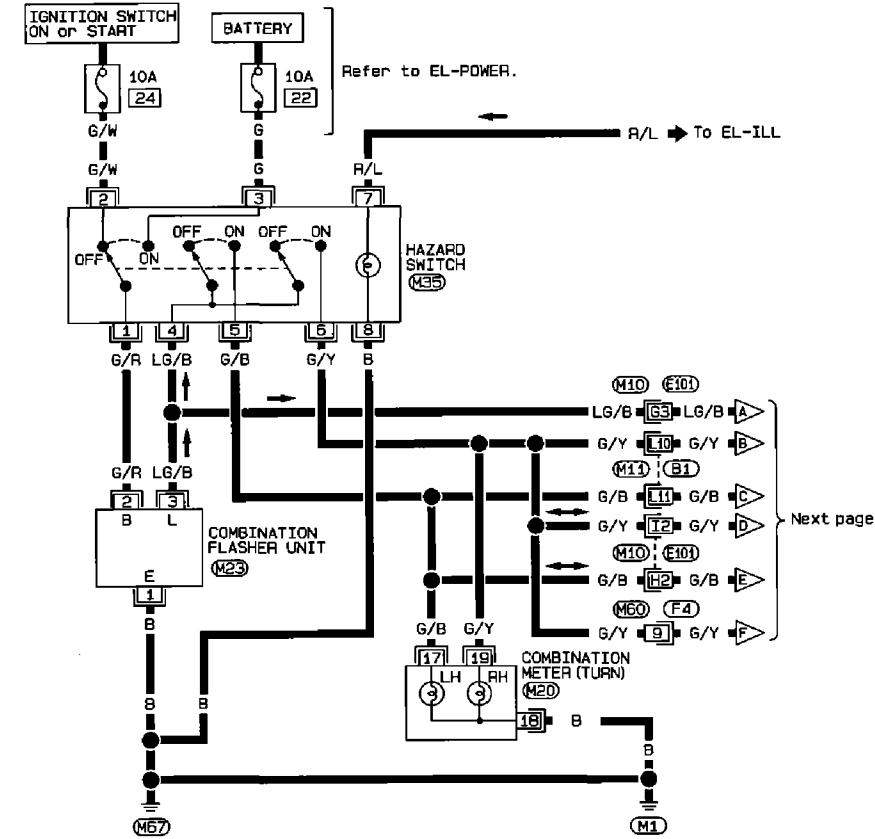 IGNITION SWITCH
ON or START
BATTERY
10A
24
10A
22
Refer to EL-POWER.
G/W
G
G/W
G
R/L
R/L
To EL-ILL
2
3
7
OFF
ON
OFF
ON
OFF
ON
HAZARD
SWITCH
M35
1
4
5
6
8
G/R
LG/B
G/B
G/Y
B
M10
E101
LG/B
G3
LG/B
A
G/Y
L10
G/Y
B
M11
B1
G/B
L11
G/B
C
G/Y
I2
G/Y
D
M10
E101
G/B
H2
G/B
E
M60
F4
G/Y
9
G/Y
F
Next page
G/R
LG/B
2
3
B
L
E
COMBINATION
FLASHER UNIT
M23
1
B
B
B
G/B
G/Y
17
19
LH
RH
COMBINATION
METER (TURN)
M20
18
B
B
M67
M1